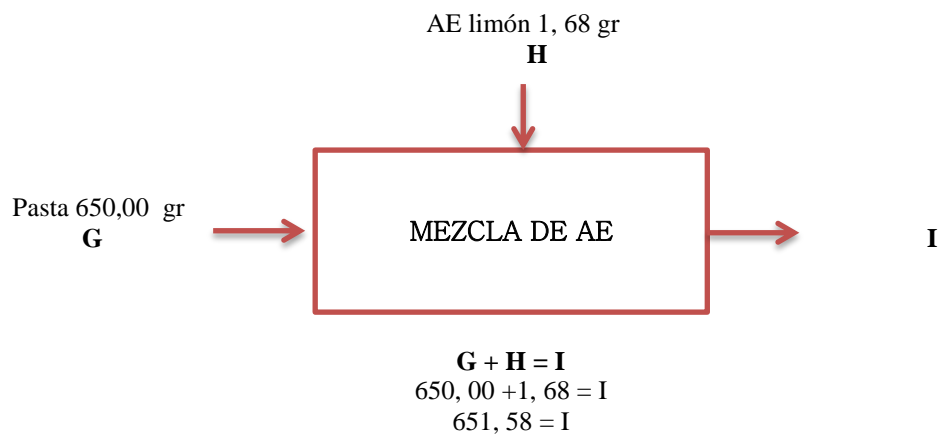 AE limón 1, 68 gr
H
Pasta 650,00 gr
G
MEZCLA DE AE
I
G + H = I
650, 00 +1, 68 = I
651, 58 = I